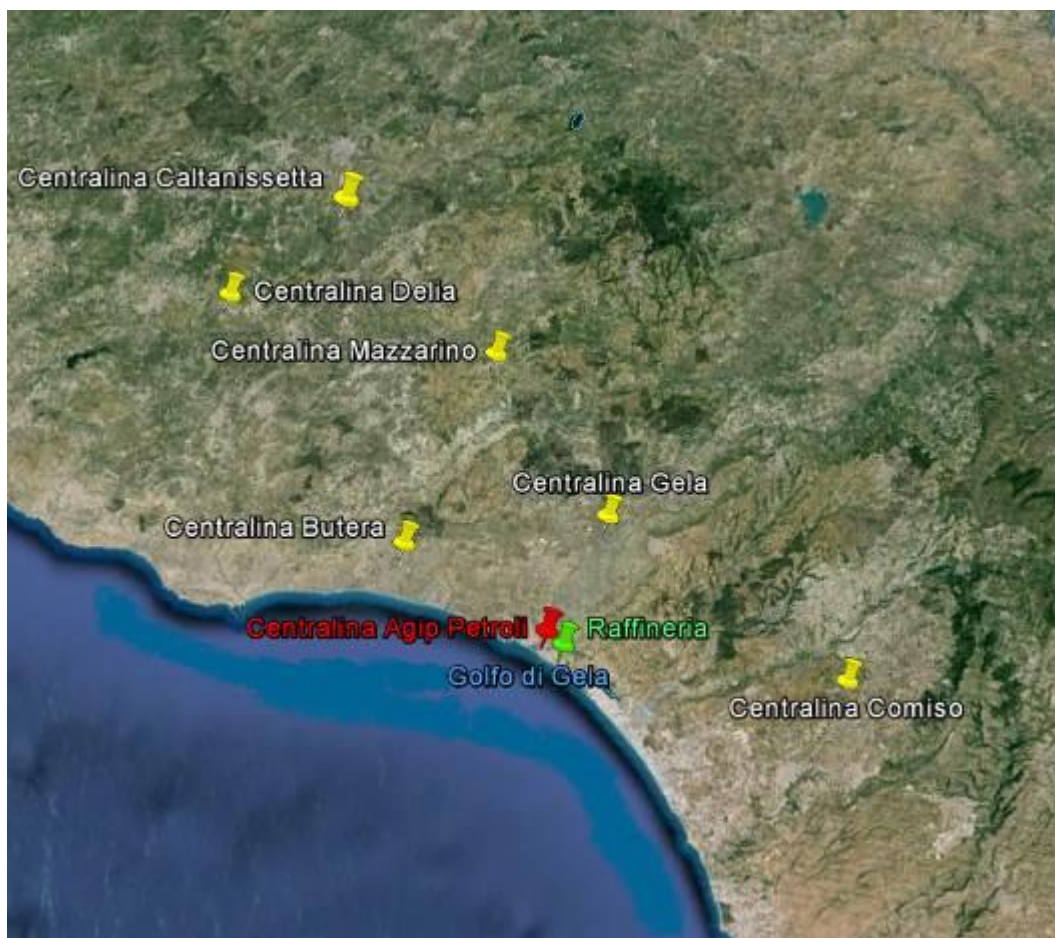 Centralina Caltanissetta
Centralina Delia
Centralina Mazzarino
Centralina Gela
Centralina Butera
Centralina Agip Petroli
Raffineria
Golfo di Gela
Centralina Comiso